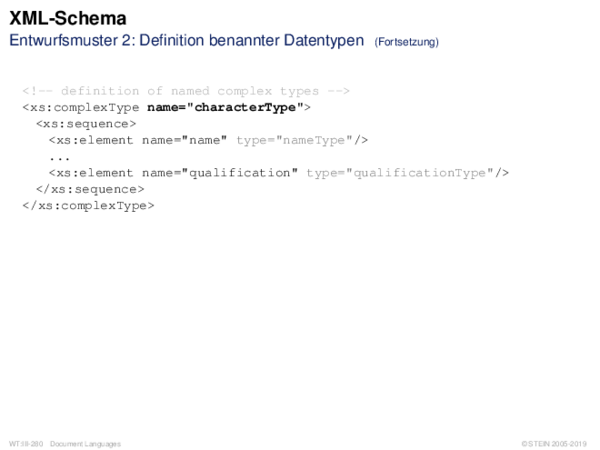 XML-Schema
Entwurfsmuster 2: Definition benannter Datentypen (Fortsetzung)
<!-- definition of named complex types -->
<xs:complexType name="characterType">
<xs:sequence>
<xs:element name="name" type="nameType"/>
...
<xs:element name="qualification" type="qualificationType"/>
</xs:sequence>
</xs:complexType>
WT:III-280 Document Languages
© STEIN 2005-2019